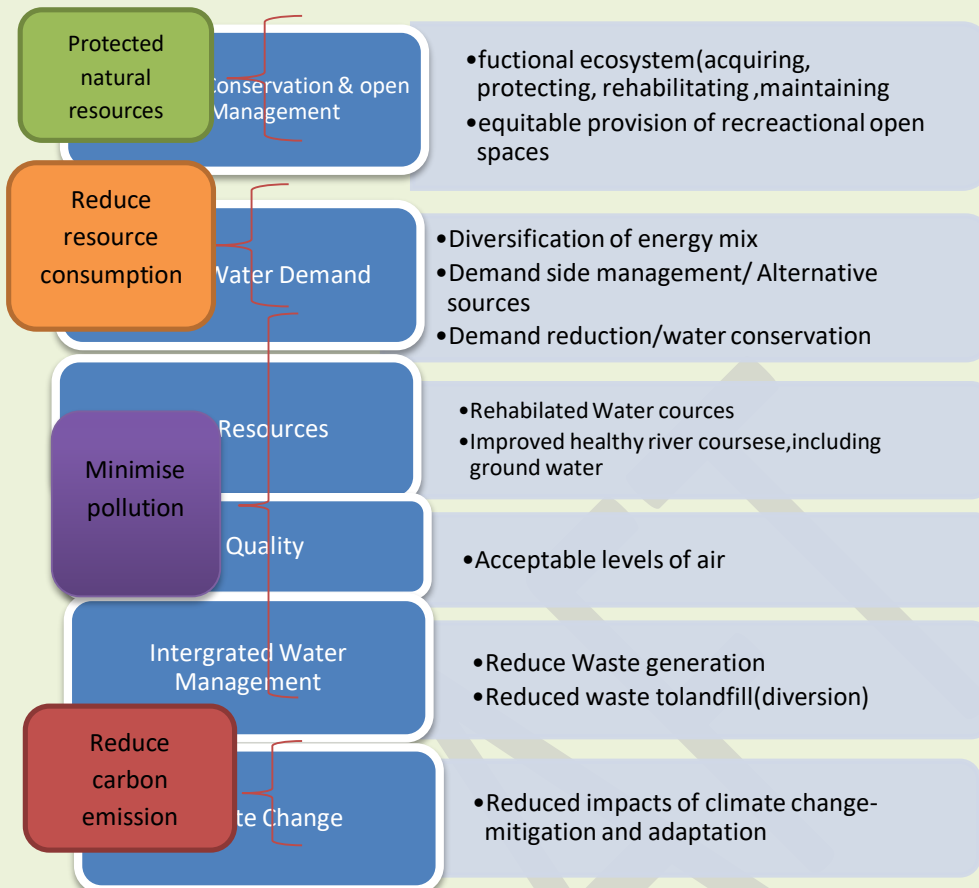 Protected
natural
resources
Conservation & open
Management
•fuctional ecosystem(acquiring,
protecting, rehabilitating ,maintaining
•equitable provision of recreactional open
spaces
Reduce
resource
consumption
Water Demand
•Diversification of energy mix
•Demand side management/ Alternative
sources
•Demand reduction/water conservation
Minimise
pollution
Resources
•Rehabilated Water cources
•Improved healthy river coursese,including
ground water
Quality
•Acceptable levels of air
Intergrated Water
Management
•Reduce Waste generation
•Reduced waste tolandfill(diversion)
Reduce
carbon
emission
Change
•Reduced impacts of climate change-
mitigation and adaptation